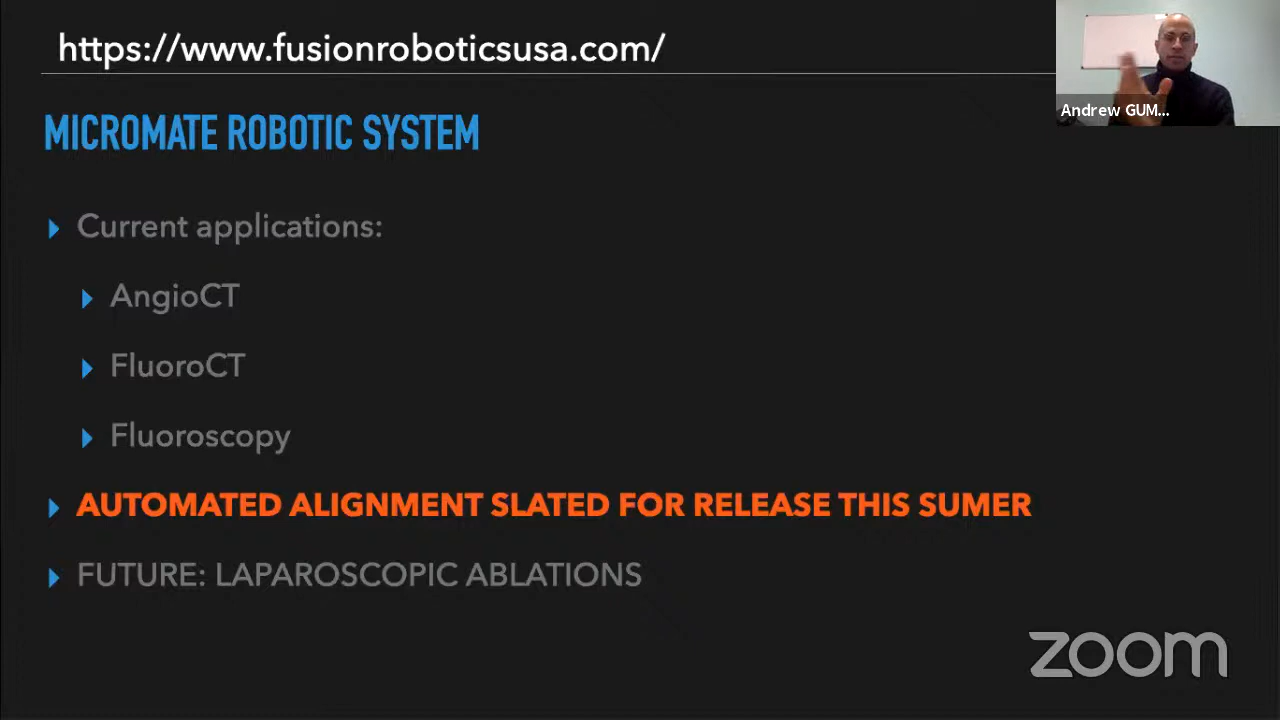 https://www.fusionroboticsusa.com/
Andrew GUM...
MICROMATE ROBOTIC SYSTEM
Current applications:
AngioCT
FluoroCT
Fluoroscopy
AUTOMATED ALIGNMENT SLATED FOR RELEASE THIS SUMER
FUTURE: LAPAROSCOPIC ABLATIONS
zoom